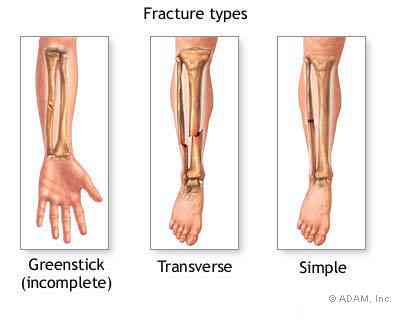 Fracture types
Greenstick
(incomplete)
Transverse
Simple
© ADAM, Inc.